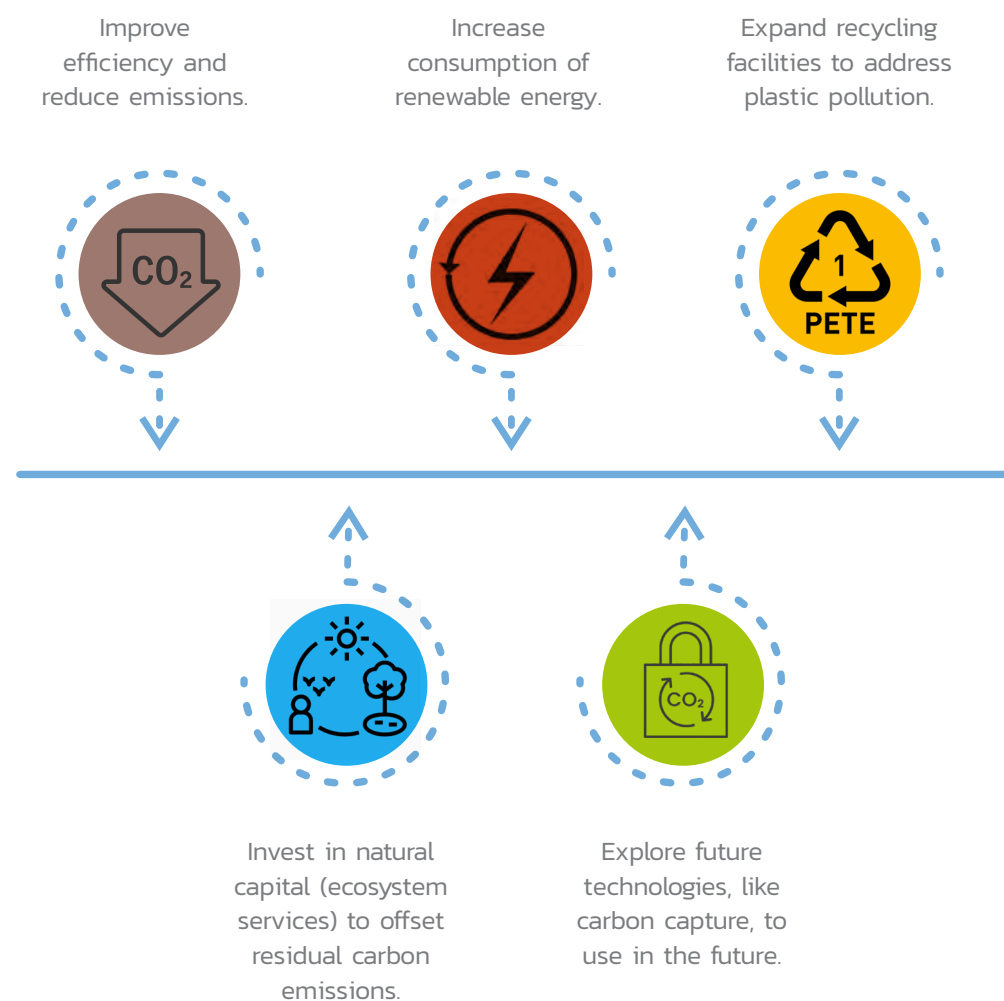 Improve
efficiency and
reduce emissions.
Increase
consumption of
renewable energy.
Expand recycling
facilities to address
plastic pollution.
CO₂
1
PETE
CO₂
Invest in natural
capital (ecosystem
services) to offset
residual carbon
emissions.
Explore future
technologies, like
carbon capture, to
use in the future.